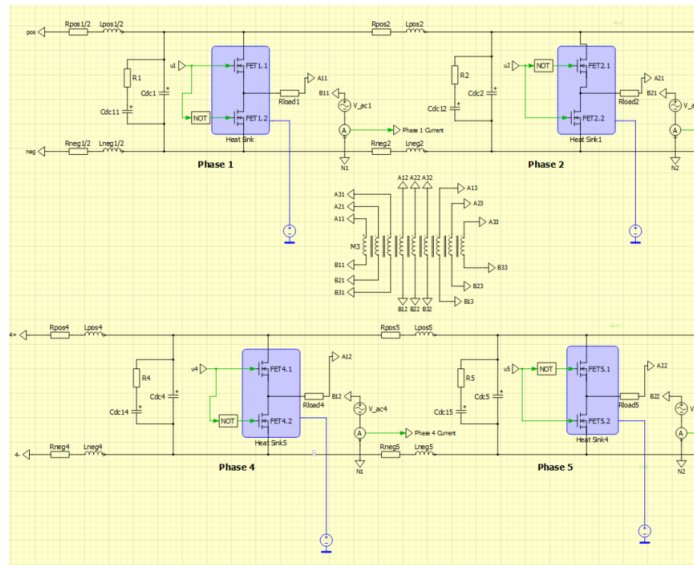 pos Rpos1/2 Lpos1/2 Rpos2 Lpos2
R1 Cdc1 Cdc11 u1 NOT FET1.1 FET1.2 Heat Sink Rload1 A11
B11 V_ac1 A Phase 1 Current N1
R2 Cdc2 Cdc12 u2 NOT FET2.1 FET2.2 Heat Sink1 Rload2 A21
B21 V_a A N2
neg Rneg1/2 Lneg1/2 Rneg2 Lneg2
Phase 1 Phase 2
A31 A21 A11 A12 A22 A32 A13 A23 A33
M3
B11 B21 B31 B12 B22 B32 B13 B23 B33
4+ Rpos4 Lpos4 Rpos5 Lpos5
R4 Cdc4 Cdc14 u4 NOT FET4.1 FET4.2 Heat Sink5 Rload4 A12
B12 V_ac4 A Phase 4 Current N1
R5 Cdc5 Cdc15 u5 NOT FET5.1 FET5.2 Heat Sink4 Rload5 A22
B22 A N2
4- Rneg4 Lneg4 Rneg5 Lneg5
Phase 4 Phase 5